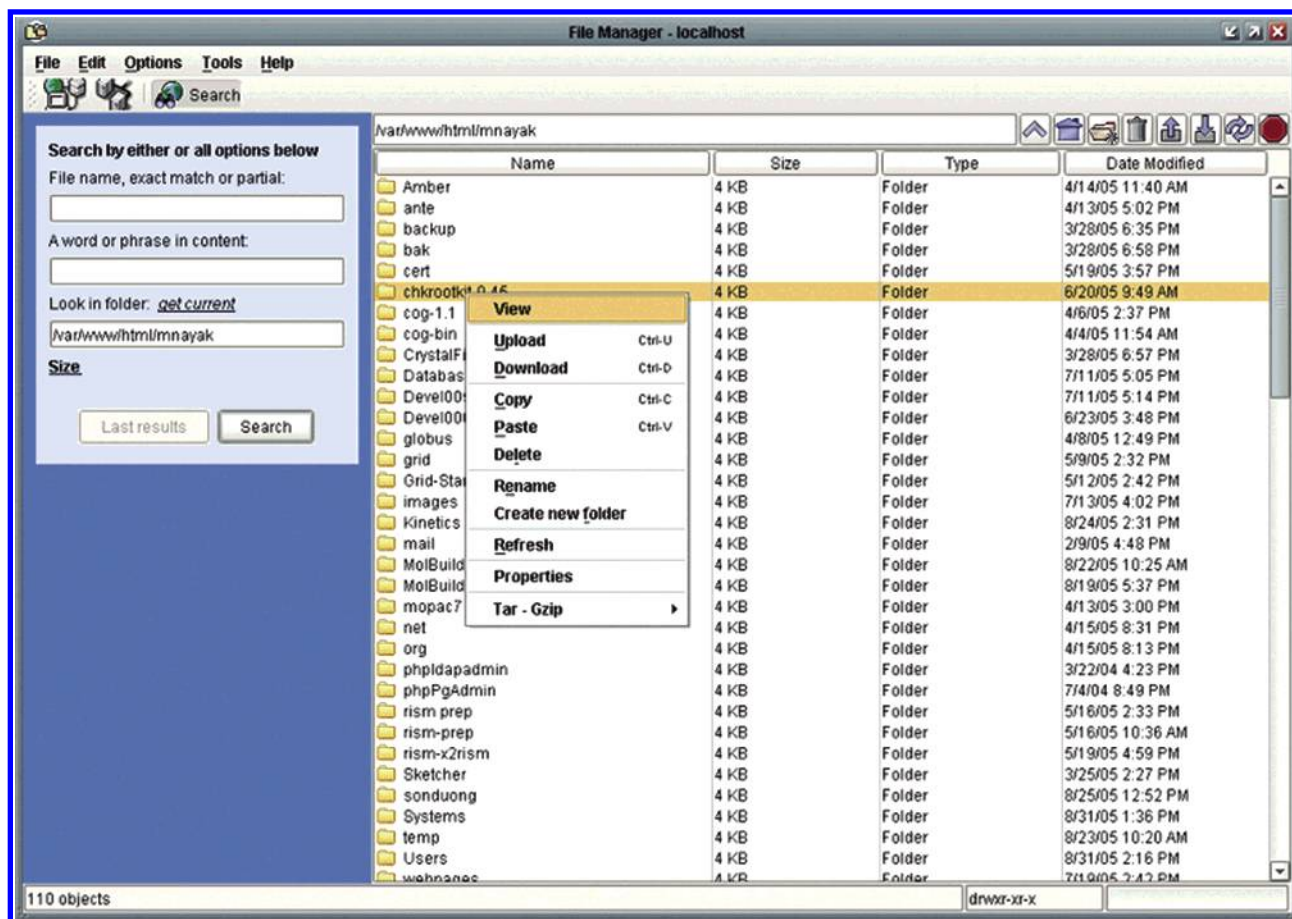 File Manager - localhost
File Edit Options Tools Help
Search
Search by either or all options below
File name, exact match or partial:
A word or phrase in content:
Look in folder: get current
/var/www/html/mnayak
Size
Last results Search
/var/www/html/mnayak
Name Size Type Date Modified
Amber 4 KB Folder 4/14/05 11:40 AM
ante 4 KB Folder 4/13/05 5:02 PM
backup 4 KB Folder 3/28/05 6:35 PM
bak 4 KB Folder 3/28/05 6:58 PM
cert 4 KB Folder 5/19/05 3:57 PM
chkrootkit-0.46 4 KB Folder 6/20/05 9:49 AM
cog-1.1 4 KB Folder 4/6/05 2:37 PM
cog-bin 4 KB Folder 4/4/05 11:54 AM
CrystalFi 4 KB Folder 3/28/05 6:57 PM
Databas 4 KB Folder 7/11/05 5:05 PM
Devel00 4 KB Folder 7/11/05 5:14 PM
Devel00 4 KB Folder 6/23/05 3:48 PM
globus 4 KB Folder 4/8/05 12:49 PM
grid 4 KB Folder 5/9/05 2:32 PM
Grid-Sta 4 KB Folder 5/12/05 2:42 PM
images 4 KB Folder 7/13/05 4:02 PM
Kinetics 4 KB Folder 8/24/05 2:31 PM
mail 4 KB Folder 2/9/05 4:48 PM
MolBuild 4 KB Folder 8/22/05 10:25 AM
MolBuild 4 KB Folder 8/19/05 5:37 PM
mopac7 4 KB Folder 4/13/05 3:00 PM
net 4 KB Folder 4/15/05 8:31 PM
org 4 KB Folder 4/15/05 8:13 PM
phpldapadmin 4 KB Folder 3/22/04 4:23 PM
phpPgAdmin 4 KB Folder 7/4/04 8:49 PM
rism prep 4 KB Folder 5/16/05 2:33 PM
rism-prep 4 KB Folder 5/16/05 10:36 AM
rism-x2rism 4 KB Folder 5/19/05 4:59 PM
Sketcher 4 KB Folder 3/25/05 2:27 PM
sonduong 4 KB Folder 8/25/05 12:52 PM
Systems 4 KB Folder 8/31/05 1:36 PM
temp 4 KB Folder 8/23/05 10:20 AM
Users 4 KB Folder 8/31/05 2:16 PM
webpages 4 KB Folder 7/19/05 2:42 PM
View
Upload Ctrl-U
Download Ctrl-D
Copy Ctrl-C
Paste Ctrl-V
Delete
Rename
Create new folder
Refresh
Properties
Tar - Gzip
110 objects drwxr-xr-x